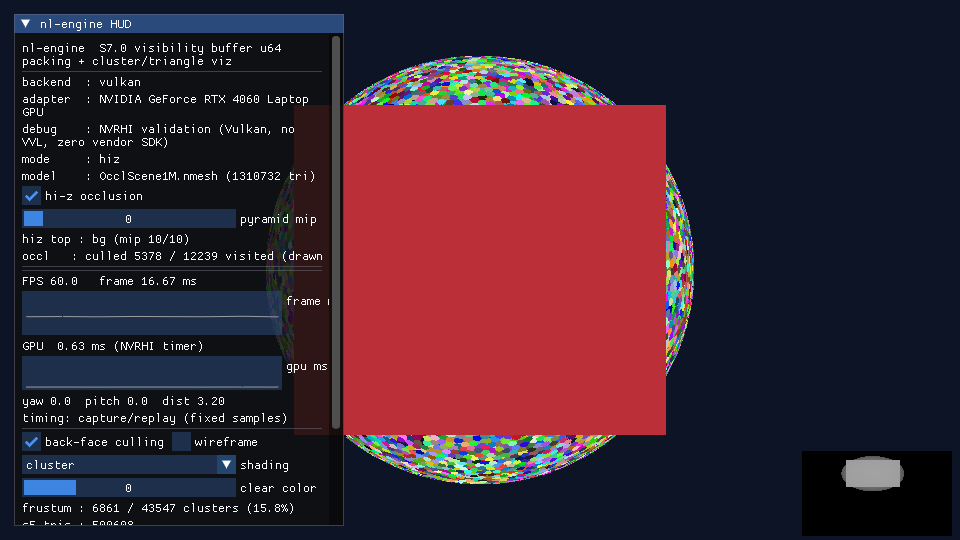 nl-engine HUD
nl-engine  S7.0 visibility buffer u64
packing + cluster/triangle viz
backend  : vulkan
adapter  : NVIDIA GeForce RTX 4060 Laptop
GPU
debug    : NVRHI validation (Vulkan, no
VVL, zero vendor SDK)
mode     : hiz
model    : OcclScene1M.nmesh (1310732 tri)
hi-z occlusion
0 pyramid mip
hiz top : bg (mip 10/10)
occl   : culled 5378 / 12239 visited (drawn
FPS 60.0   frame 16.67 ms
frame
GPU  0.63 ms (NVRHI timer)
gpu ms
yaw 0.0  pitch 0.0  dist 3.20
timing: capture/replay (fixed samples)
back-face culling wireframe
cluster shading
0 clear color
frustum : 6861 / 43547 clusters (15.8%)